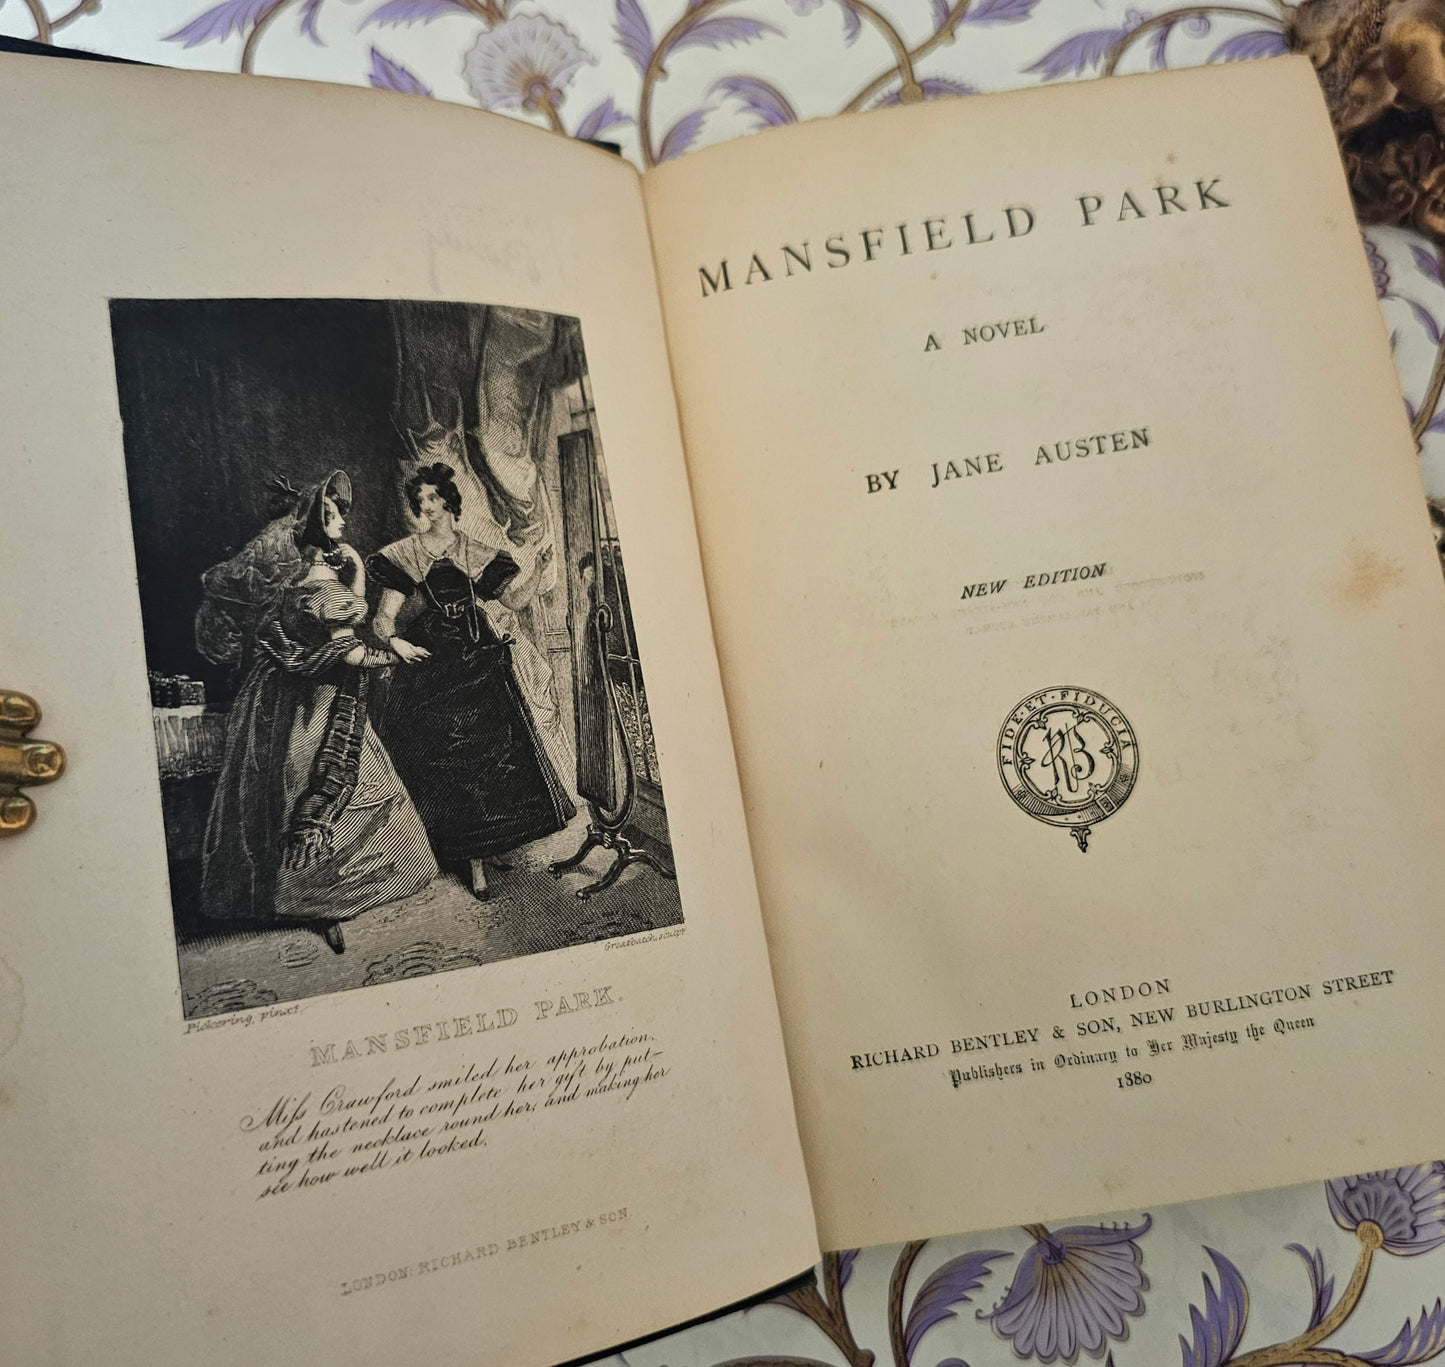 Pickering, pinxt.
Greatbatch, sculpt
MANSFIELD PARK.
Miſs Crawford smiled her approbation,
and hastened to complete her gift by put-
ting the necklace round her, and making her
see how well it looked.
LONDON: RICHARD BENTLEY & SON.
MANSFIELD PARK
A NOVEL
BY JANE AUSTEN
NEW EDITION
FIDE·ET·FIDUCIA
RB
LONDON
RICHARD BENTLEY & SON, NEW BURLINGTON STREET
Publishers in Ordinary to Her Majesty the Queen
1880